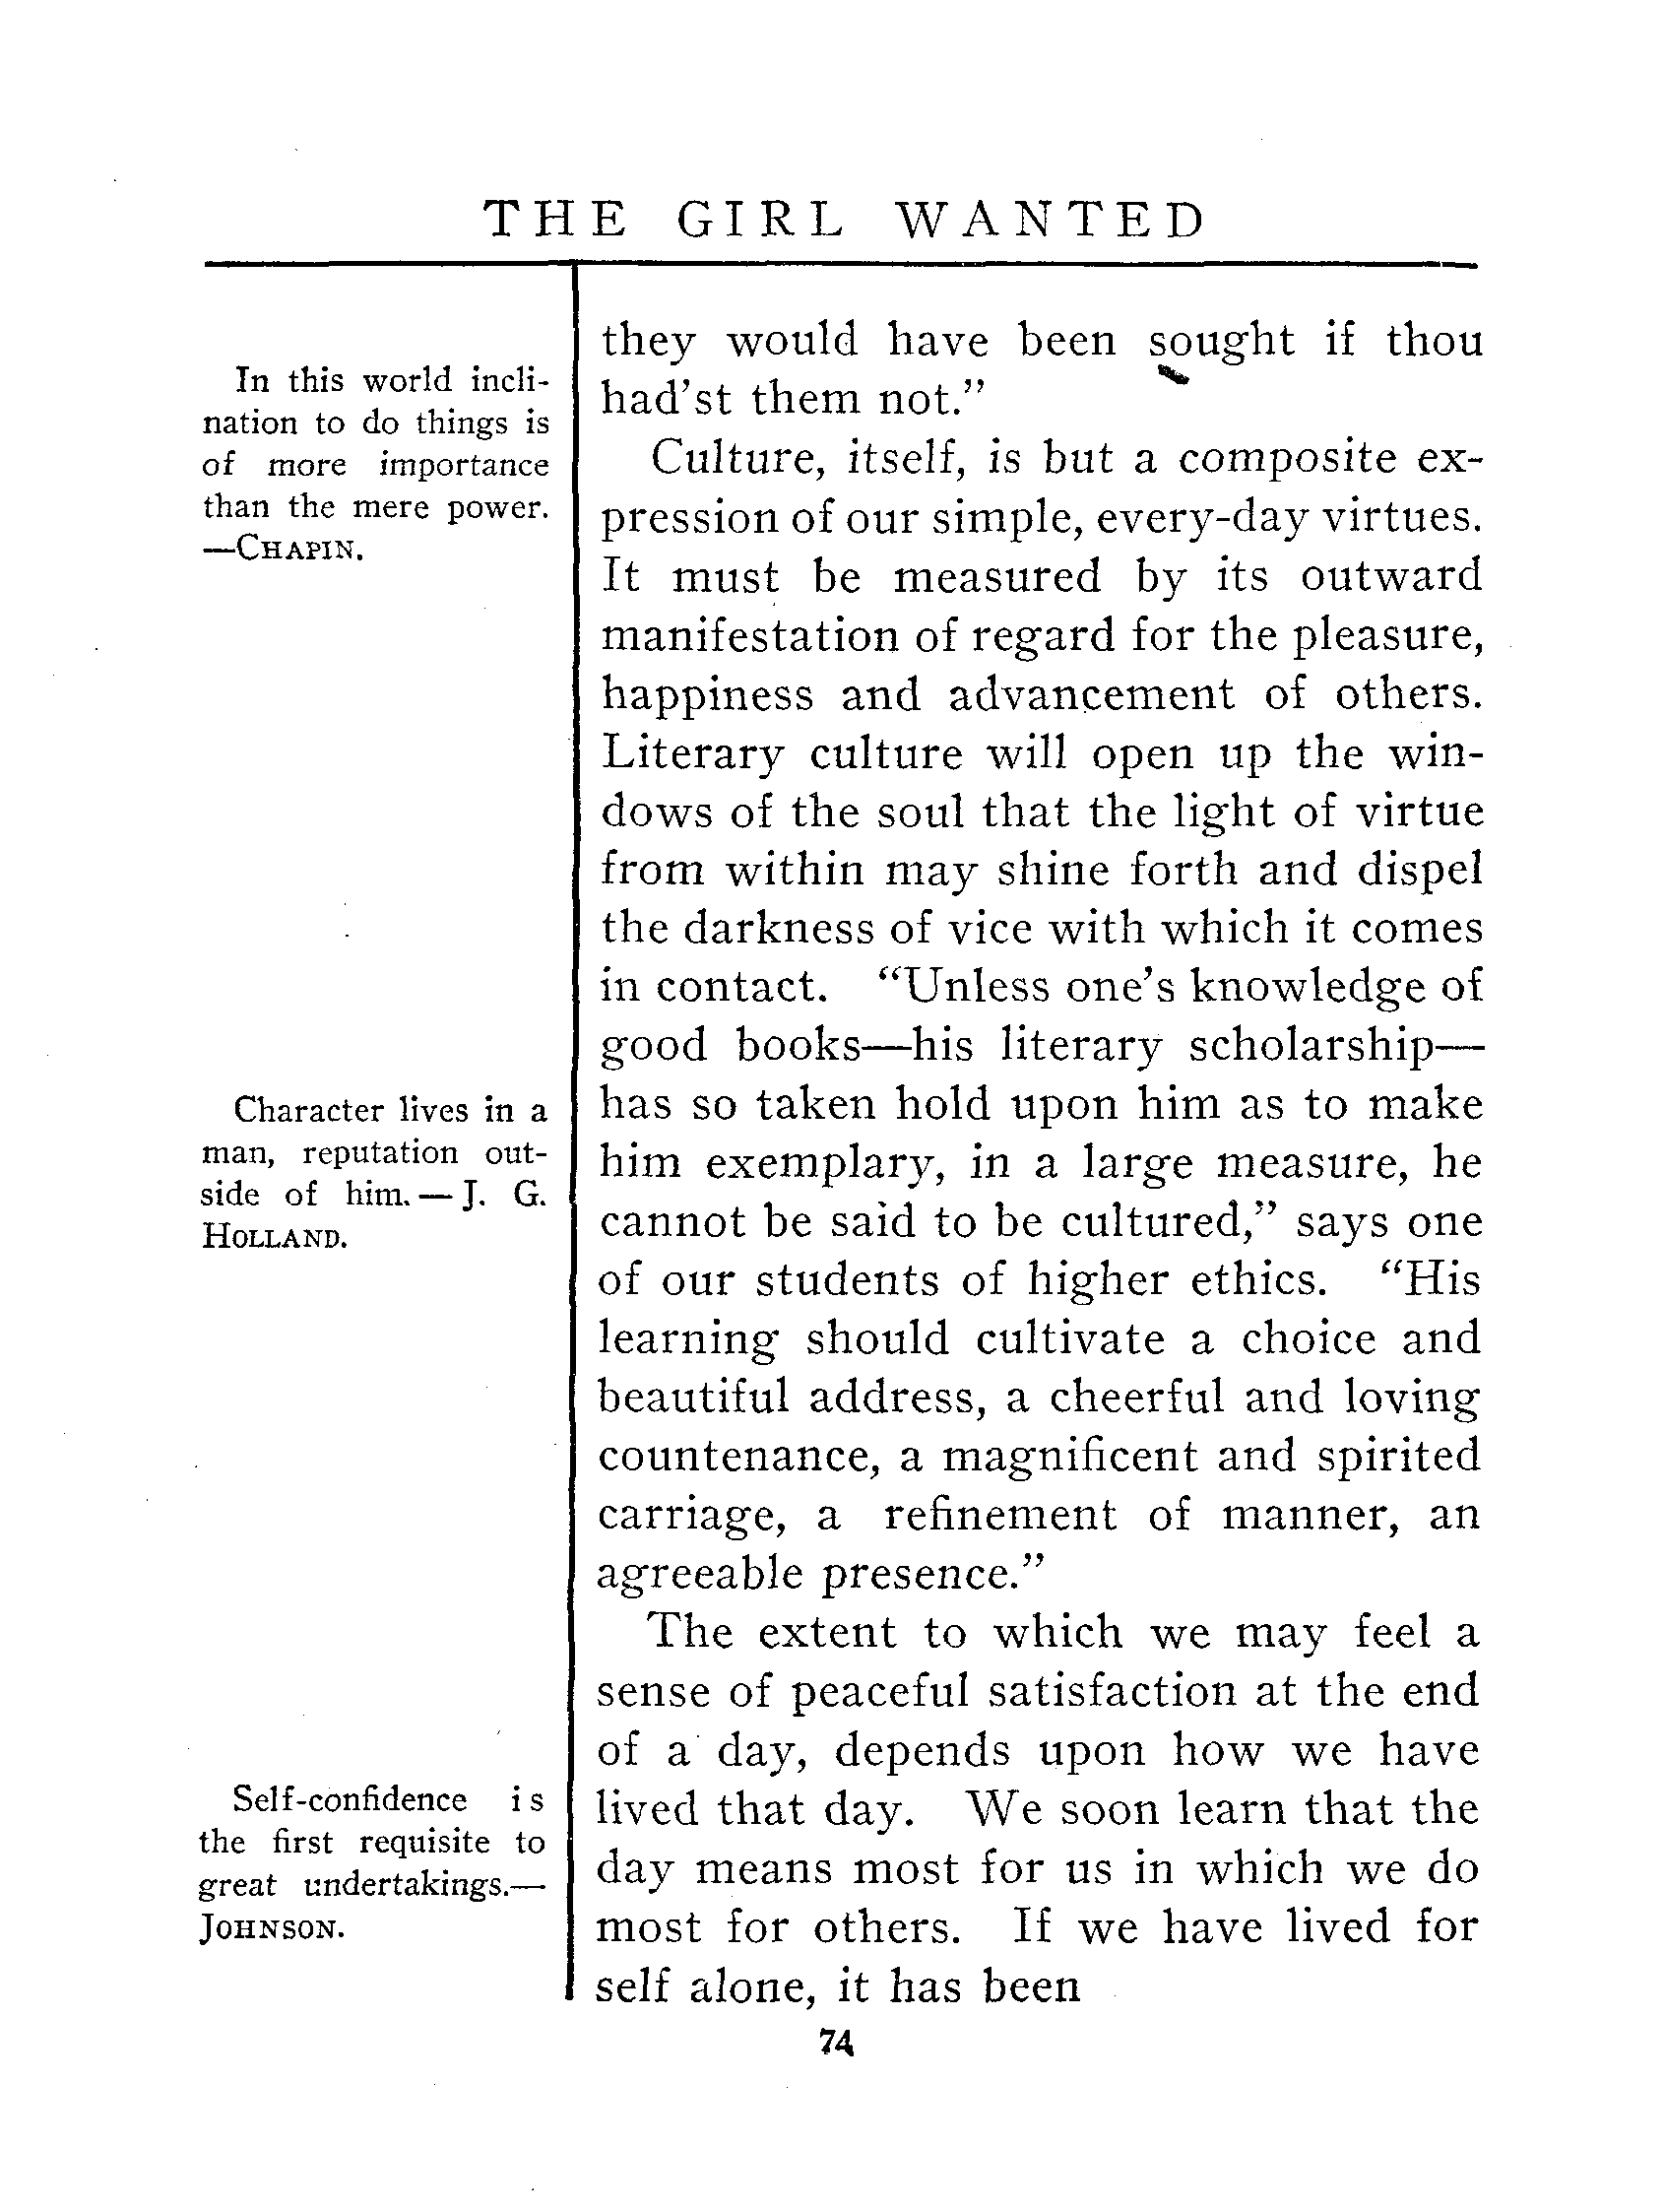 THE GIRL WANTED
In this world incli-
nation to do things is
of more importance
than the mere power.
—CHAPIN.
Character lives in a
man, reputation out-
side of him. — J. G.
HOLLAND.
Self-confidence is
the first requisite to
great undertakings.—
JOHNSON.
they would have been sought if thou
had'st them not.”
Culture, itself, is but a composite ex-
pression of our simple, every-day virtues.
It must be measured by its outward
manifestation of regard for the pleasure,
happiness and advancement of others.
Literary culture will open up the win-
dows of the soul that the light of virtue
from within may shine forth and dispel
the darkness of vice with which it comes
in contact. “Unless one's knowledge of
good books—his literary scholarship—
has so taken hold upon him as to make
him exemplary, in a large measure, he
cannot be said to be cultured,” says one
of our students of higher ethics. “His
learning should cultivate a choice and
beautiful address, a cheerful and loving
countenance, a magnificent and spirited
carriage, a refinement of manner, an
agreeable presence.”
The extent to which we may feel a
sense of peaceful satisfaction at the end
of a day, depends upon how we have
lived that day. We soon learn that the
day means most for us in which we do
most for others. If we have lived for
self alone, it has been
74